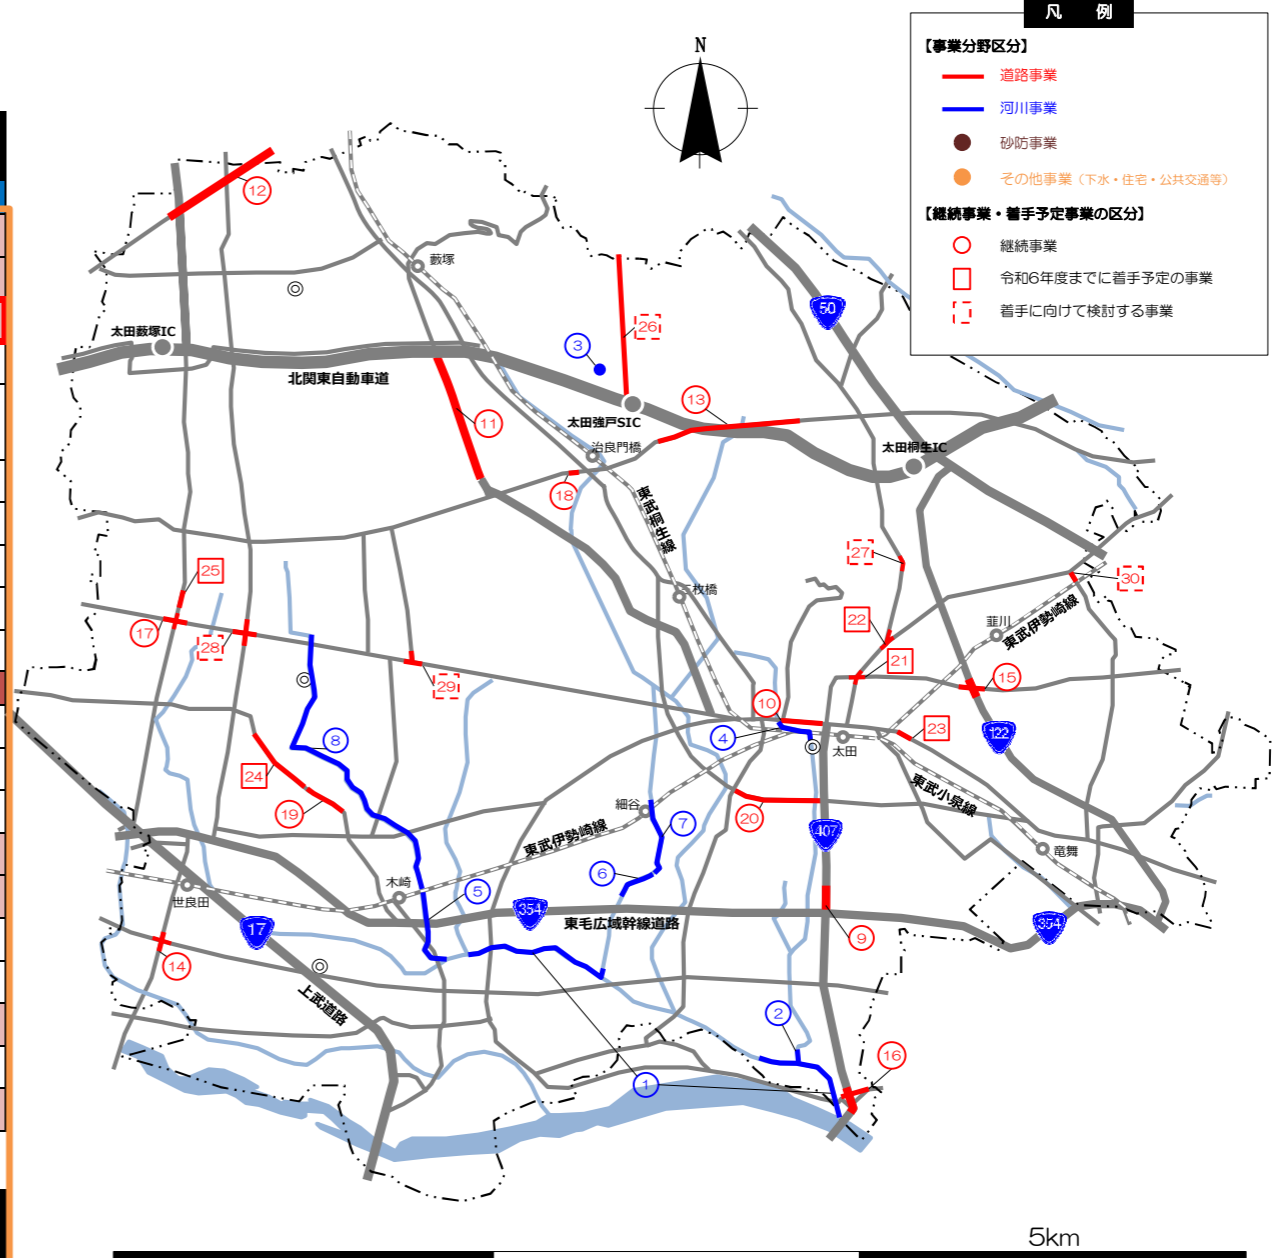 凡 例
【事業分野区分】
道路事業
河川事業
砂防事業
その他事業（下水・住宅・公共交通等）
【継続事業・着手予定事業の区分】
継続事業
令和6年度までに着手予定の事業
着手に向けて検討する事業
N
12
藪塚
50
太田藪塚IC
26
3
北関東自動車道
13
11
太田強戸SIC
治良門橋
太田桐生IC
18
東武桐生線
27
25
30
三枚橋
17
22
韮川
東武伊勢崎線
28
21
29
15
10
8
4
23
122
太田
24
東武小泉線
19
細谷
20
7
407
東武伊勢崎線
竜舞
6
木崎
5
世良田
354
東毛広域幹線道路
354
17
9
14
上武道路
2
16
1
5km